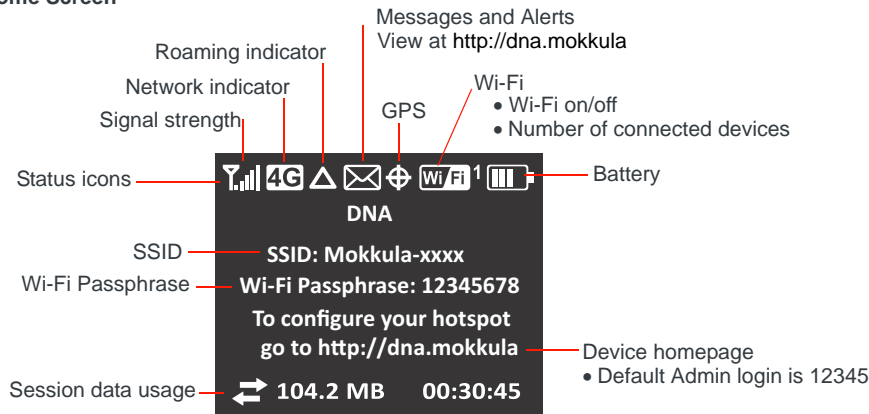 Messages and Alerts
View at http://dna.mokkula
Roaming indicator
Network indicator
Signal strength
GPS
Wi-Fi
• Wi-Fi on/off
• Number of connected devices
Status icons
4G
Wi/Fi 1
Battery
DNA
SSID
SSID: Mokkula-xxxx
Wi-Fi Passphrase
Wi-Fi Passphrase: 12345678
To configure your hotspot
go to http://dna.mokkula
Device homepage
• Default Admin login is 12345
Session data usage
104.2 MB 00:30:45